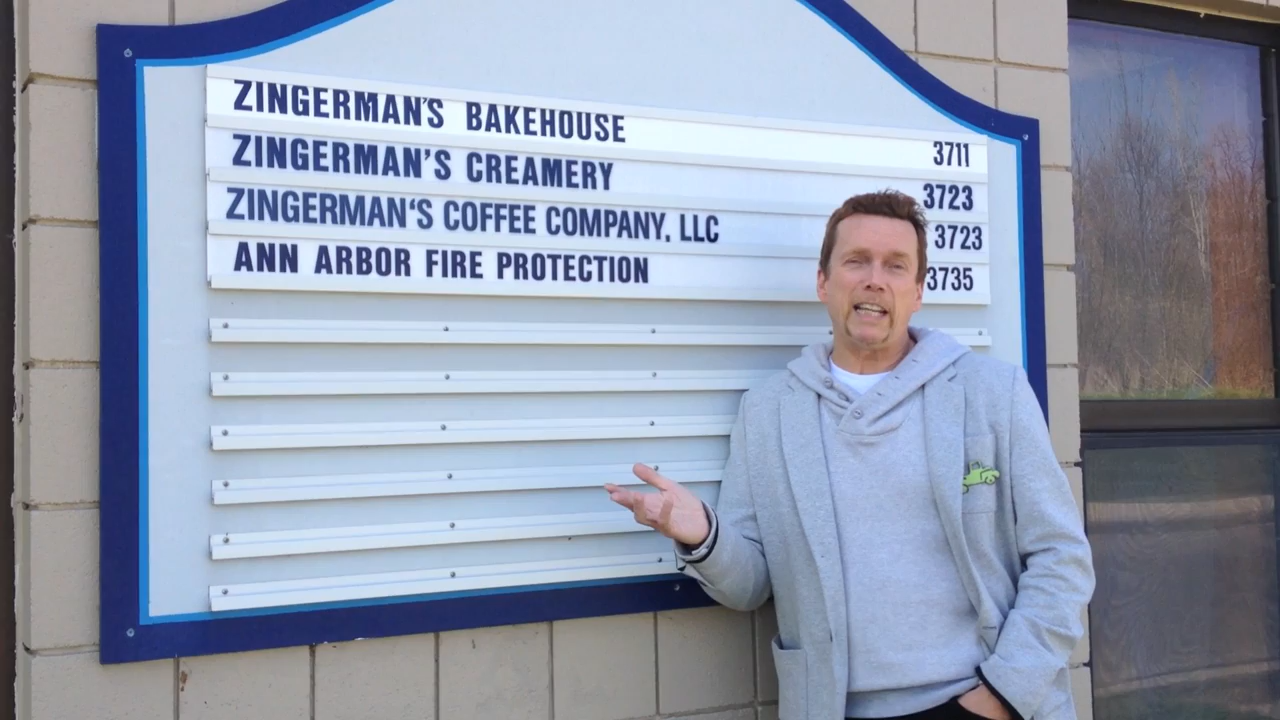 ZINGERMAN'S BAKEHOUSE 3711
ZINGERMAN'S CREAMERY 3723
ZINGERMAN'S COFFEE COMPANY, LLC 3723
ANN ARBOR FIRE PROTECTION 3735